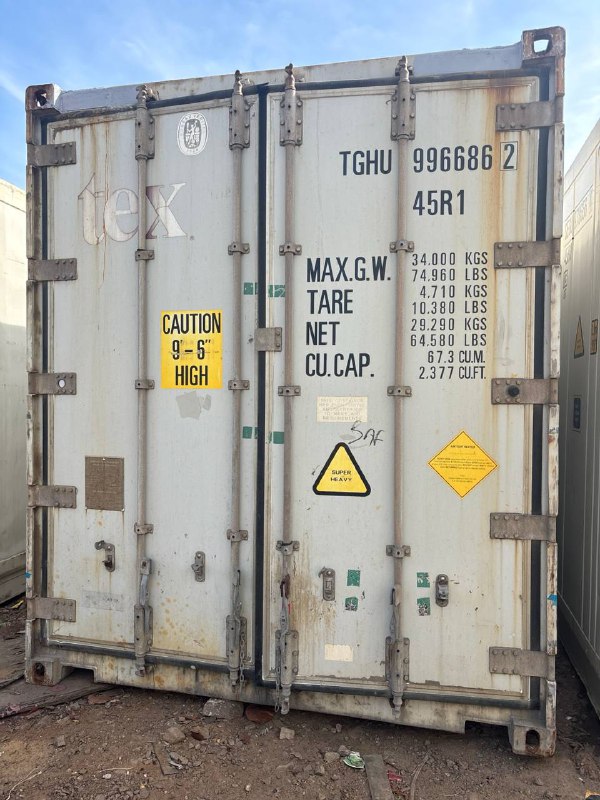 tex
TGHU 996686 2
45R1
MAX.G.W. 34.000 KGS
74.960 LBS
TARE 4.710 KGS
10.380 LBS
NET 29.290 KGS
64.580 LBS
CU.CAP. 67.3 CU.M.
2.377 CU.FT.
CAUTION
9'-6"
HIGH
SUPER
HEAVY